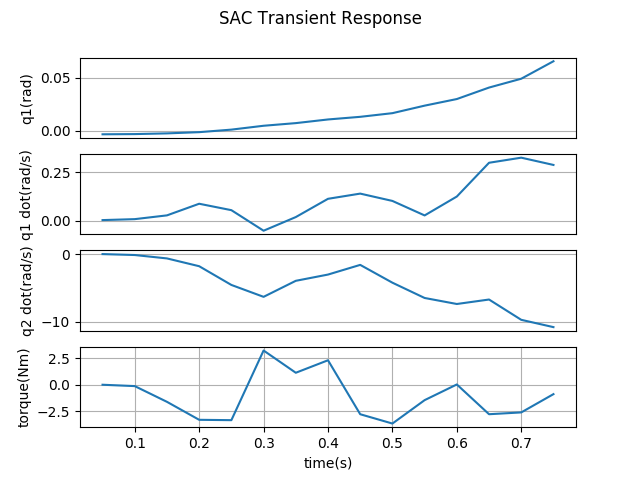 SAC Transient Response
q1(rad)
0.05
0.00
q1 dot(rad/s)
0.25
0.00
q2 dot(rad/s)
0
−10
torque(Nm)
2.5
0.0
−2.5
0.1 0.2 0.3 0.4 0.5 0.6 0.7
time(s)